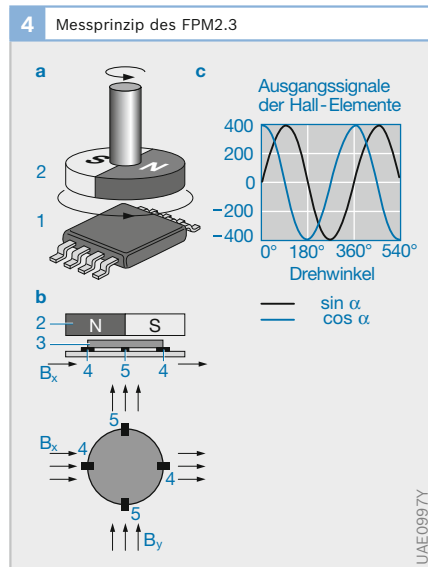 4 Messprinzip des FPM2.3
a
c
S
N
2
1
Ausgangssignale
der Hall-Elemente
400
200
0
−200
−400
0° 180° 360° 540°
Drehwinkel
sin α
cos α
b
2 N S
3
Bx 4 5 4
5
Bx 4
4
5
By
UAE0997Y